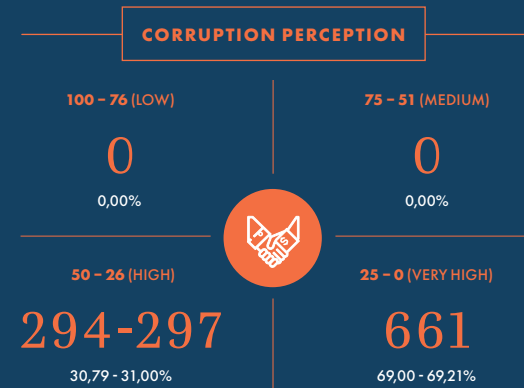 CORRUPTION PERCEPTION
100 – 76 (LOW)
0
0,00%
75 – 51 (MEDIUM)
0
0,00%
50 – 26 (HIGH)
294-297
30,79 - 31,00%
25 – 0 (VERY HIGH)
661
69,00 - 69,21%
P $